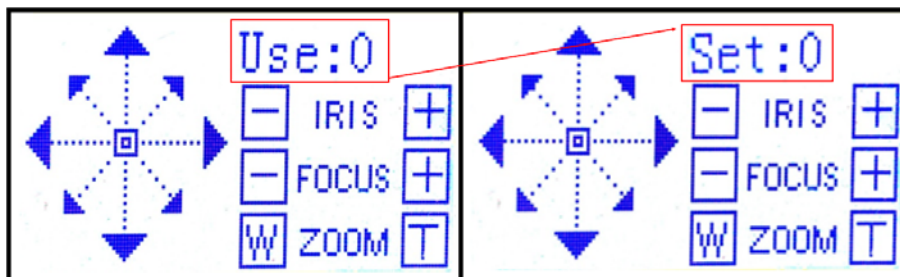 Use:0
− IRIS +
− FOCUS +
W ZOOM T
Set:0
− IRIS +
− FOCUS +
W ZOOM T